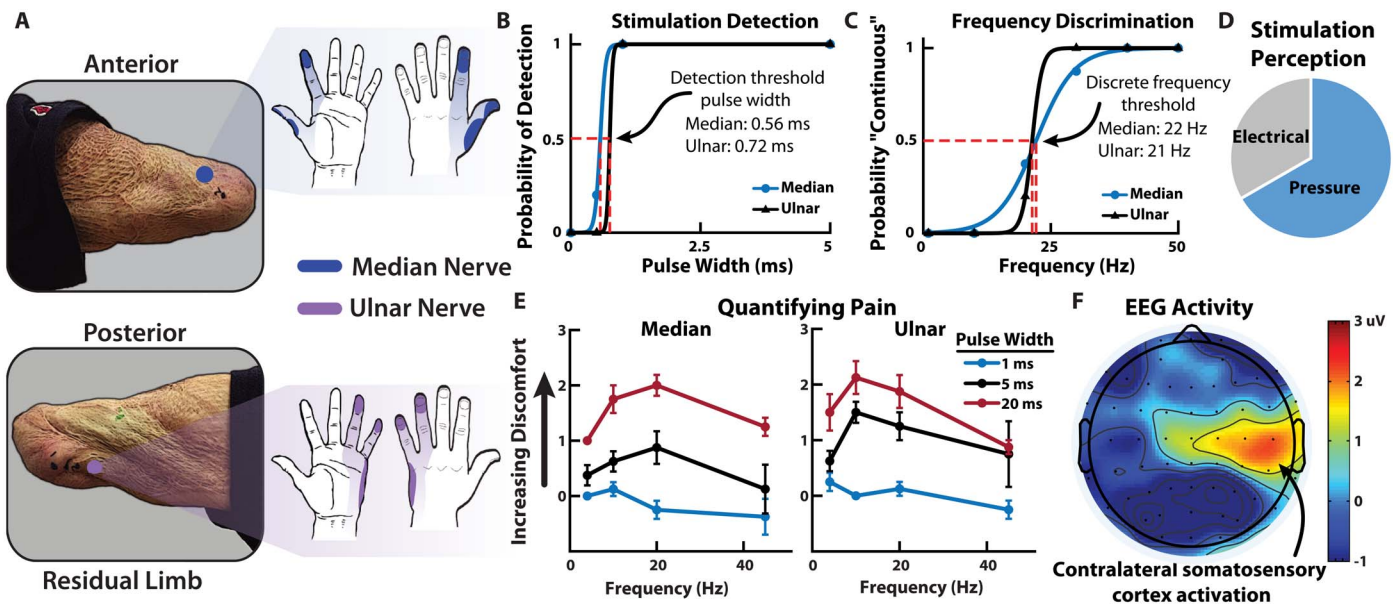 A
Anterior
Median Nerve
Ulnar Nerve
Posterior
Residual Limb
B
Stimulation Detection
Probability of Detection
1
0.5
0
Detection threshold
pulse width
Median: 0.56 ms
Ulnar: 0.72 ms
Median
Ulnar
0
2.5
5
Pulse Width (ms)
C
Frequency Discrimination
Probability "Continuous"
1
0.5
0
Discrete frequency
threshold
Median: 22 Hz
Ulnar: 21 Hz
Median
Ulnar
0
25
50
Frequency (Hz)
D
Stimulation
Perception
Electrical
Pressure
E
Quantifying Pain
Increasing Discomfort
Median
3
2
1
0
0
20
40
Frequency (Hz)
Ulnar
3
2
1
0
0
20
40
Frequency (Hz)
Pulse Width
1 ms
5 ms
20 ms
F
EEG Activity
3 uV
2
1
0
-1
Contralateral somatosensory
cortex activation